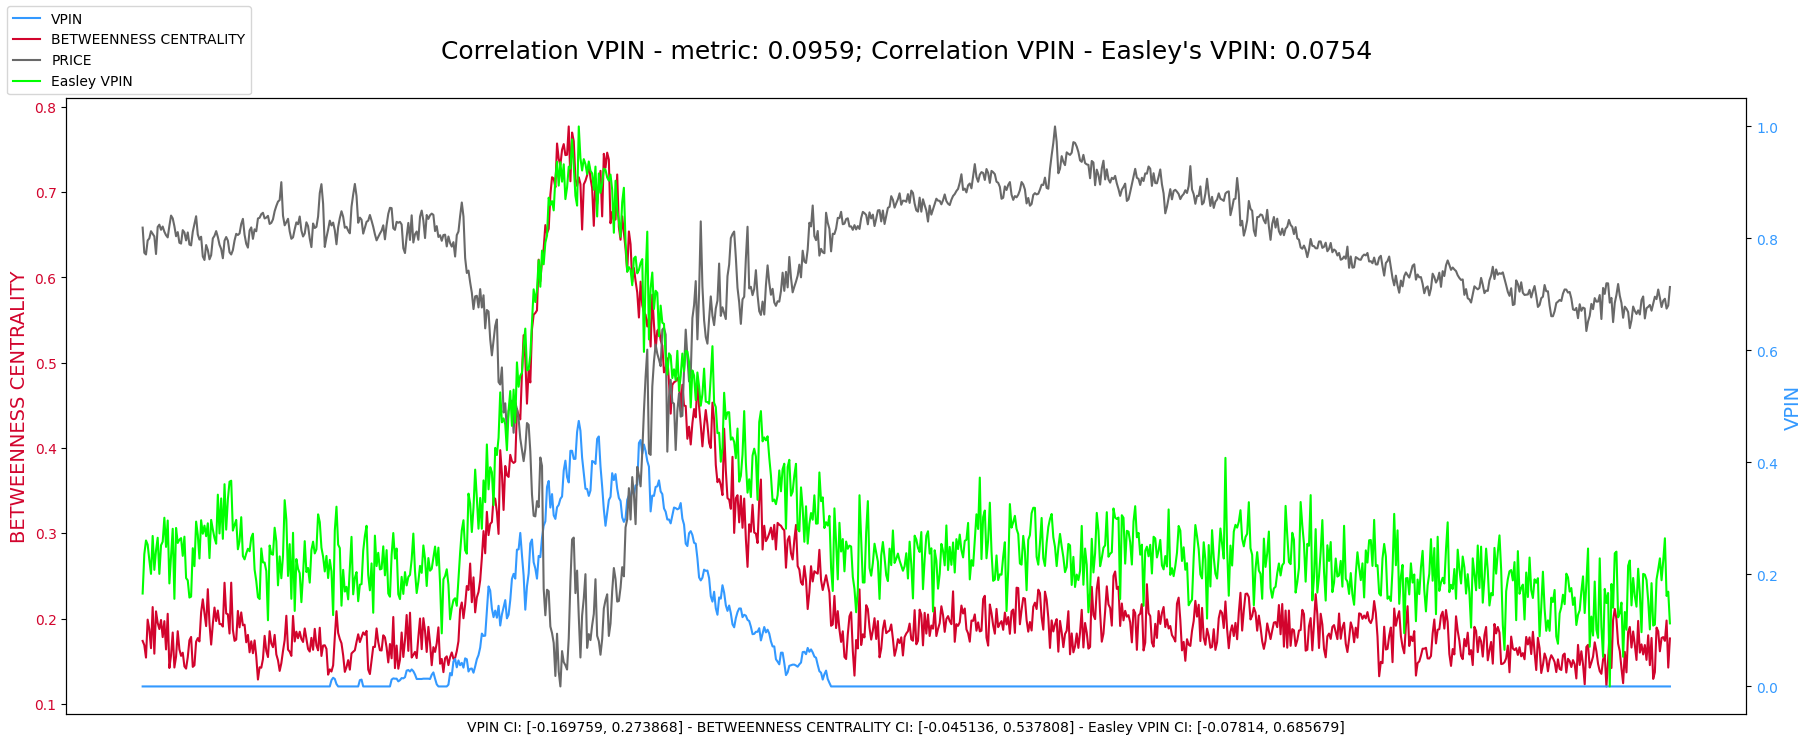 VPIN
BETWEENNESS CENTRALITY
PRICE
Easley VPIN
Correlation VPIN - metric: 0.0959; Correlation VPIN - Easley's VPIN: 0.0754
BETWEENNESS CENTRALITY
0.8
0.7
0.6
0.5
0.4
0.3
0.2
0.1
1.0
0.8
0.6
0.4
0.2
0.0
VPIN
VPIN CI: [-0.169759, 0.273868] - BETWEENNESS CENTRALITY CI: [-0.045136, 0.537808] - Easley VPIN CI: [-0.07814, 0.685679]